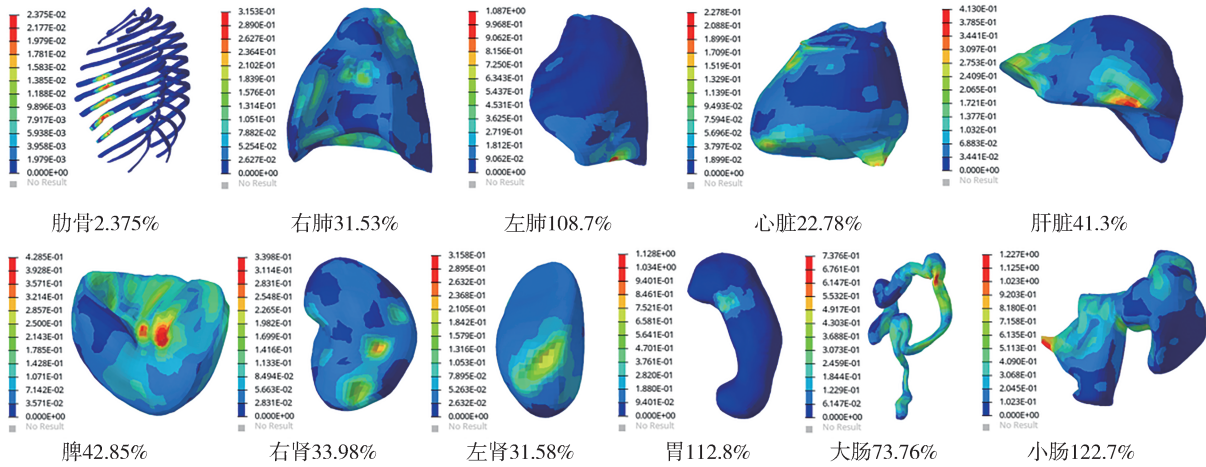 2.375E-02
2.177E-02
1.979E-02
1.781E-02
1.583E-02
1.385E-02
1.188E-02
9.896E-03
7.917E-03
5.938E-03
3.958E-03
1.979E-03
0.000E+00
No Result
肋骨2.375%
3.153E-01
2.890E-01
2.627E-01
2.364E-01
2.102E-01
1.839E-01
1.576E-01
1.314E-01
1.051E-01
7.882E-02
5.254E-02
2.627E-02
0.000E+00
No Result
右肺31.53%
1.087E+00
9.968E-01
9.062E-01
8.156E-01
7.250E-01
6.343E-01
5.437E-01
4.531E-01
3.625E-01
2.719E-01
1.812E-01
9.062E-02
0.000E+00
No Result
左肺108.7%
2.278E-01
2.088E-01
1.899E-01
1.709E-01
1.519E-01
1.329E-01
1.139E-01
9.493E-02
7.594E-02
5.696E-02
3.797E-02
1.899E-02
0.000E+00
No Result
心脏22.78%
4.130E-01
3.785E-01
3.441E-01
3.097E-01
2.753E-01
2.409E-01
2.065E-01
1.721E-01
1.377E-01
1.032E-01
6.883E-02
3.441E-02
0.000E+00
No Result
肝脏41.3%
4.285E-01
3.928E-01
3.571E-01
3.214E-01
2.857E-01
2.500E-01
2.143E-01
1.785E-01
1.428E-01
1.071E-01
7.142E-02
3.571E-02
0.000E+00
No Result
脾42.85%
3.398E-01
3.114E-01
2.831E-01
2.548E-01
2.265E-01
1.982E-01
1.699E-01
1.416E-01
1.133E-01
8.494E-02
5.663E-02
2.831E-02
0.000E+00
No Result
右肾33.98%
3.158E-01
2.895E-01
2.632E-01
2.368E-01
2.105E-01
1.842E-01
1.579E-01
1.316E-01
1.053E-01
7.895E-02
5.263E-02
2.632E-02
0.000E+00
No Result
左肾31.58%
1.128E+00
1.034E+00
9.401E-01
8.461E-01
7.521E-01
6.581E-01
5.641E-01
4.701E-01
3.761E-01
2.820E-01
1.880E-01
9.401E-02
0.000E+00
No Result
胃112.8%
7.376E-01
6.761E-01
6.147E-01
5.532E-01
4.917E-01
4.303E-01
3.688E-01
3.073E-01
2.459E-01
1.844E-01
1.229E-01
6.147E-02
0.000E+00
No Result
大肠73.76%
1.227E+00
1.125E+00
1.023E+00
9.203E-01
8.180E-01
7.158E-01
6.135E-01
5.113E-01
4.090E-01
3.068E-01
2.045E-01
1.023E-01
0.000E+00
No Result
小肠122.7%